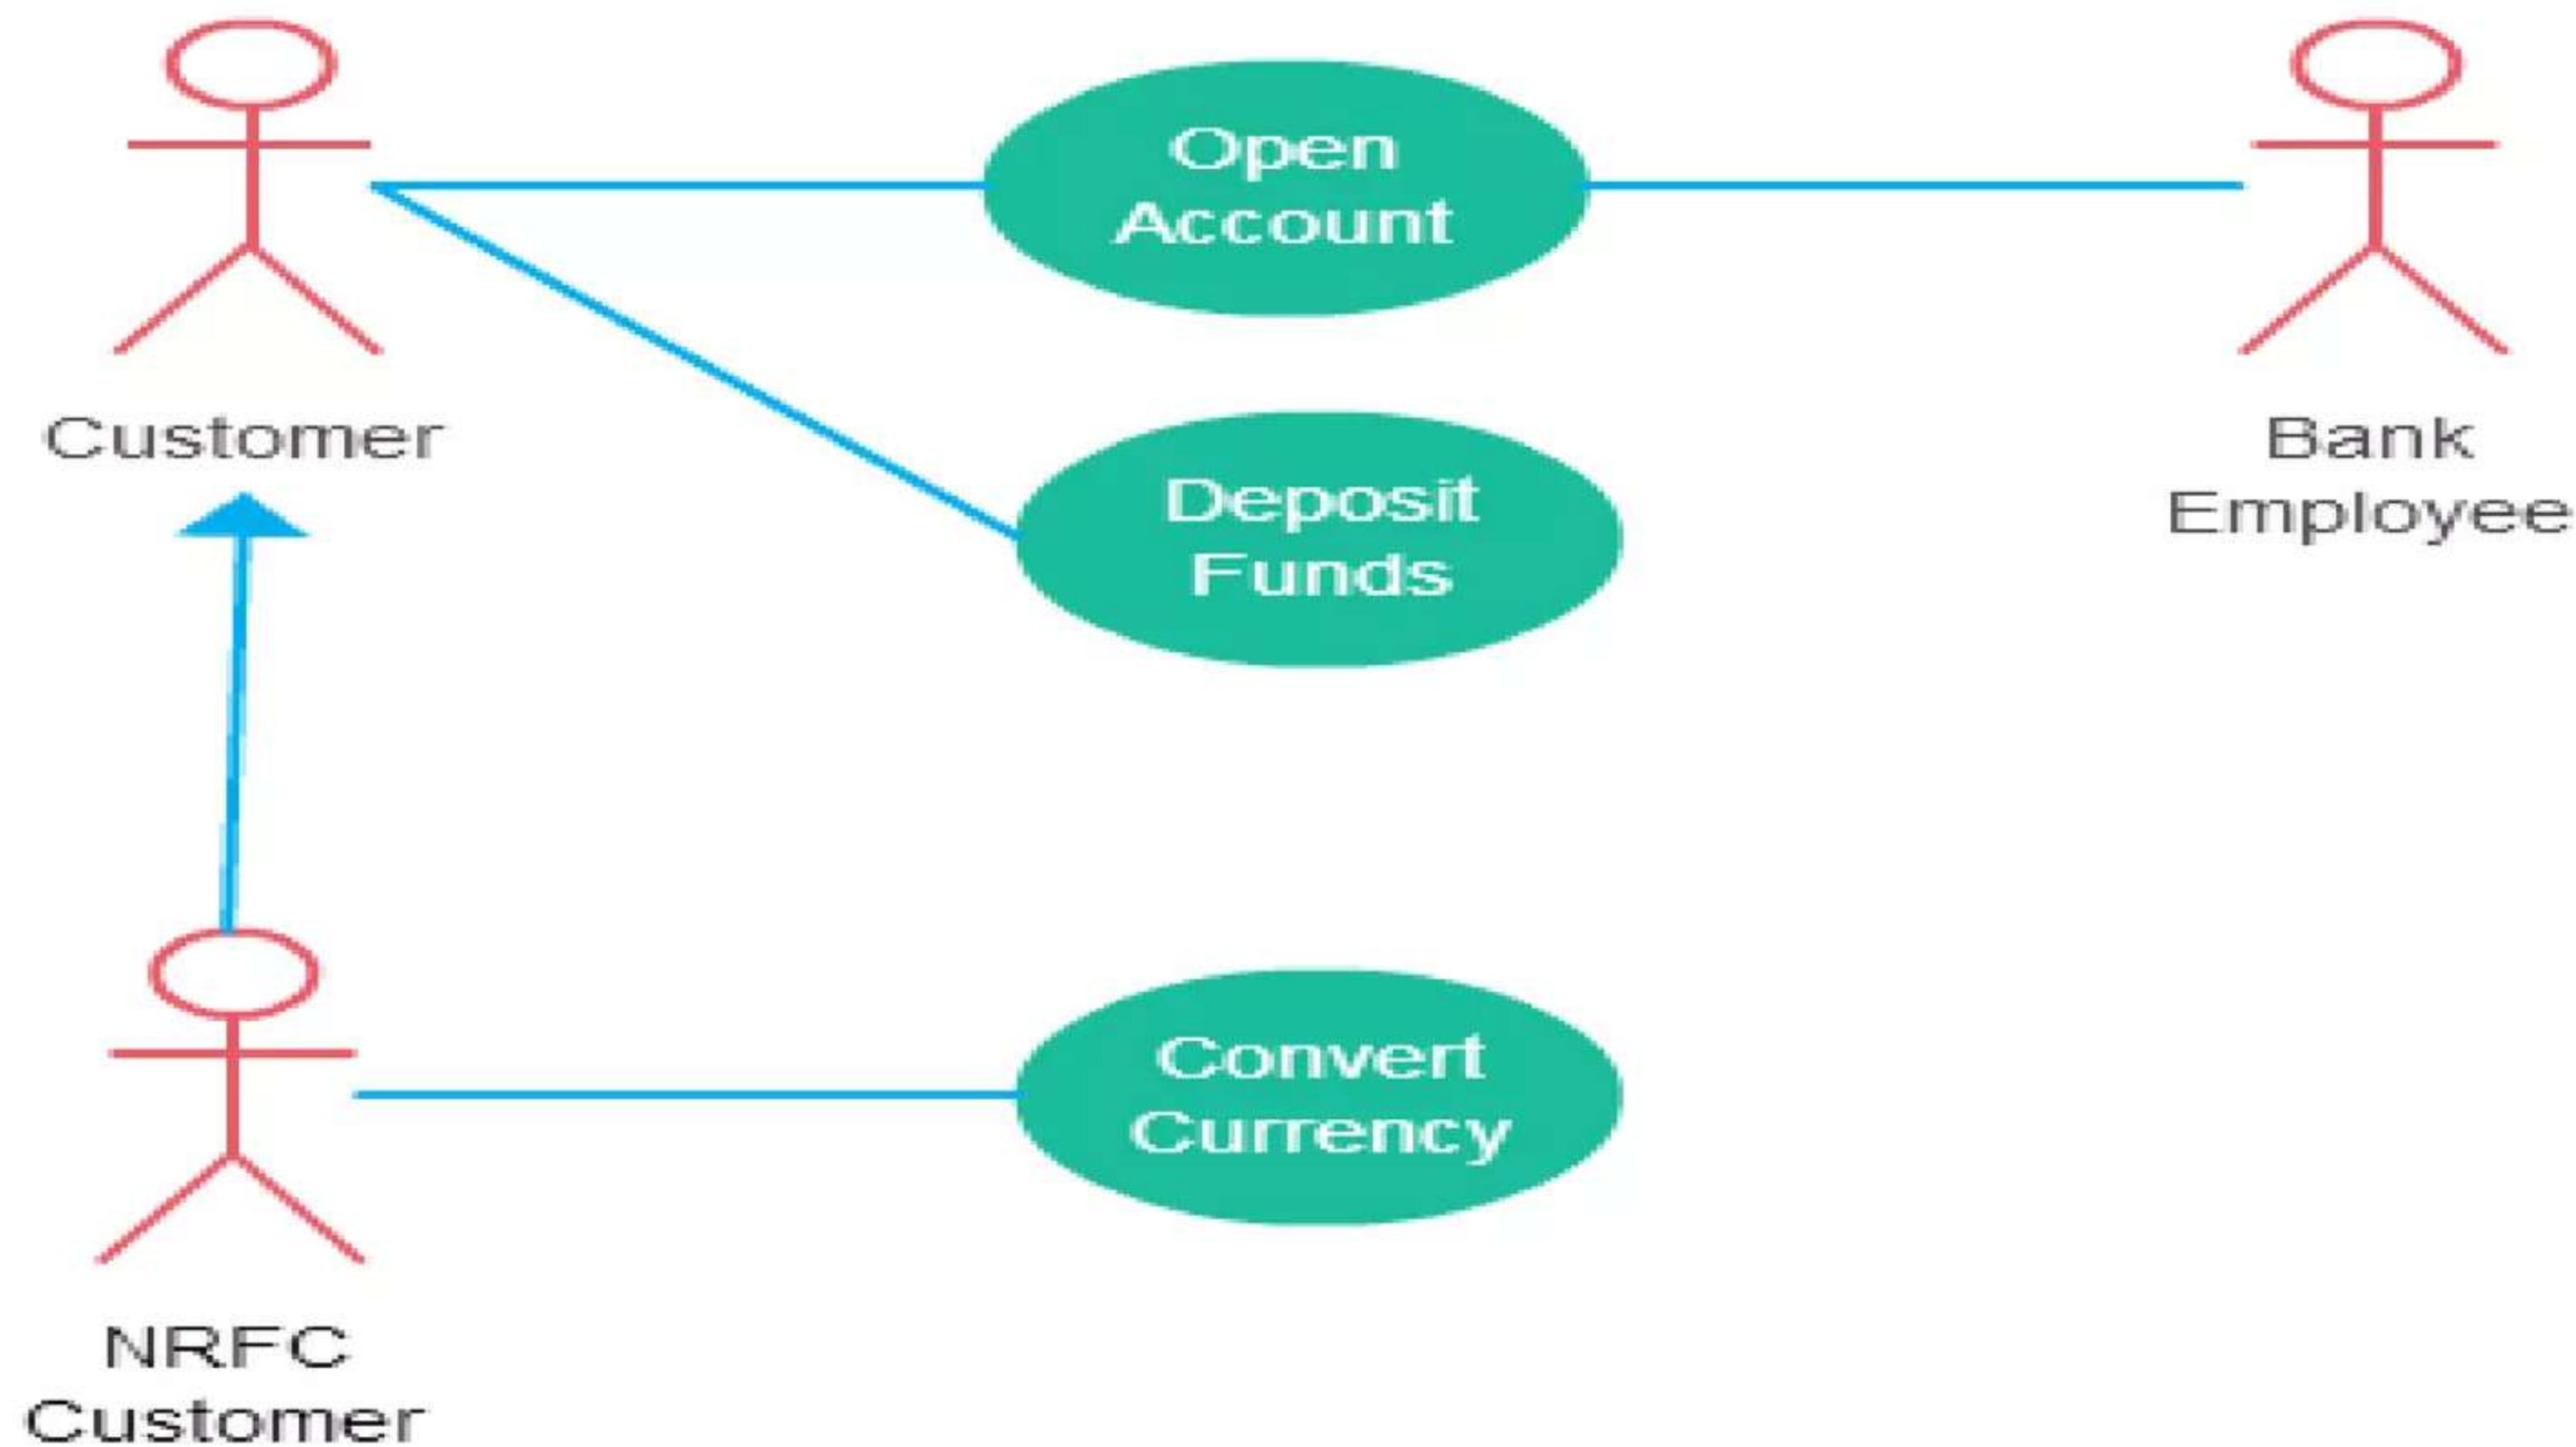 Open
Account
Customer
Bank
Employee
Deposit
Funds
Convert
Currency
NRFC
Customer